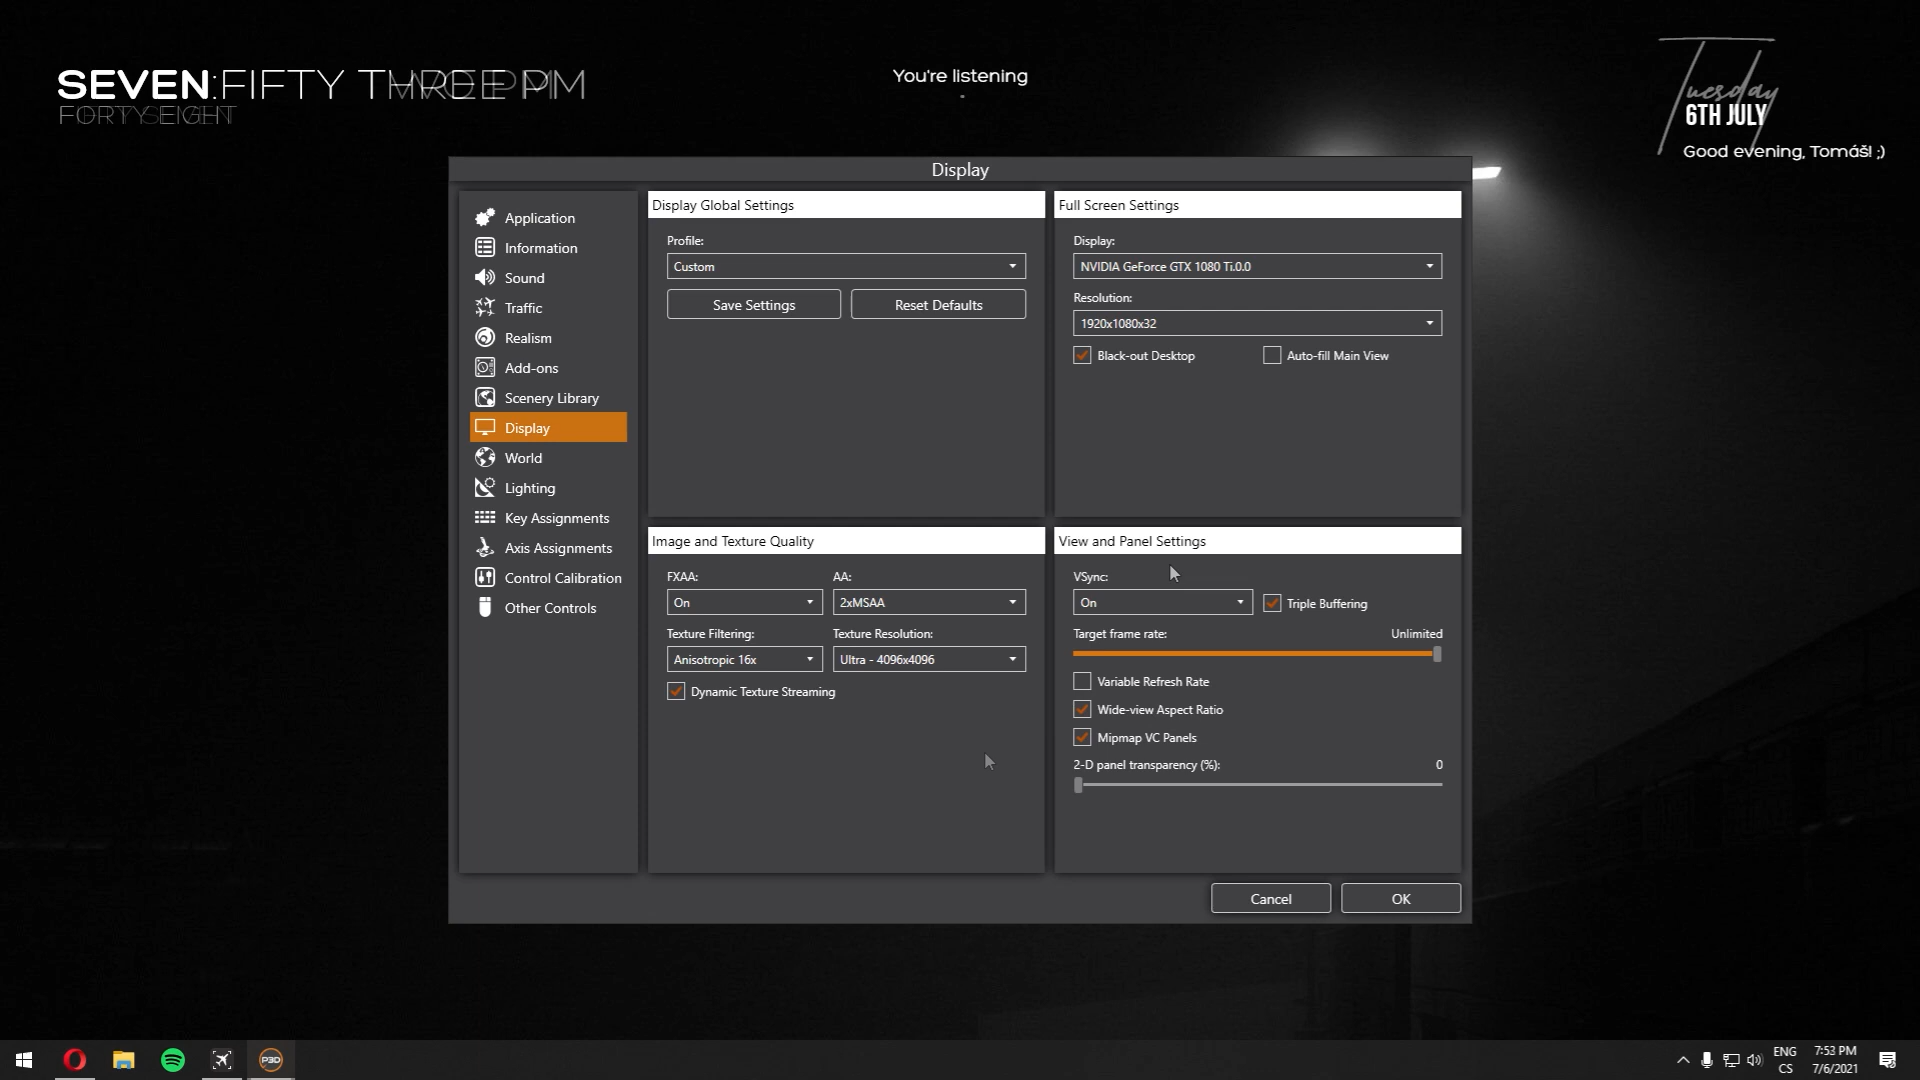 SEVEN:FIFTY THREE PM
FORTYEIGHT
You're listening
-
Tuesday
6TH JULY
Good evening, Tomáš! ;)
Display
Application
Information
Sound
Traffic
Realism
Add-ons
Scenery Library
Display
World
Lighting
Key Assignments
Axis Assignments
Control Calibration
Other Controls
Display Global Settings
Profile:
Custom
Save Settings
Reset Defaults
Full Screen Settings
Display:
NVIDIA GeForce GTX 1080 Ti.0.0
Resolution:
1920x1080x32
Black-out Desktop
Auto-fill Main View
Image and Texture Quality
FXAA:
AA:
On
2xMSAA
Texture Filtering:
Texture Resolution:
Anisotropic 16x
Ultra - 4096x4096
Dynamic Texture Streaming
View and Panel Settings
VSync:
On
Triple Buffering
Target frame rate:
Unlimited
Variable Refresh Rate
Wide-view Aspect Ratio
Mipmap VC Panels
2-D panel transparency (%):
0
Cancel
OK
P3D
ENG
CS
7:53 PM
7/6/2021